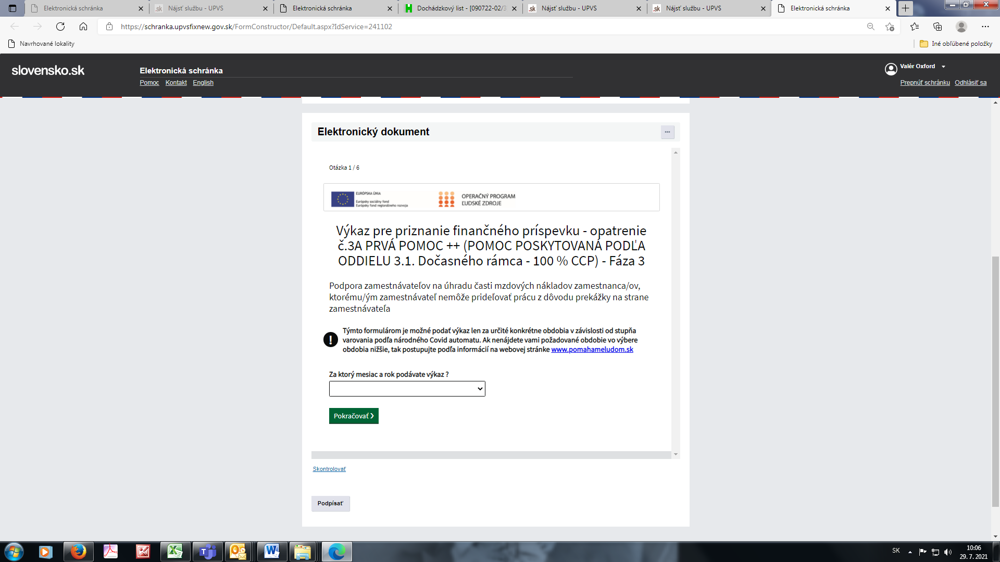 Elektronická schránka
Nájsť službu - UPVS
Elektronická schránka
Dochádzkový list - [090722-02/3
Nájsť službu - UPVS
Nájsť službu - UPVS
Elektronická schránka
https://schranka.upvsfixnew.gov.sk/FormConstructor/Default.aspx?IdService=241102
Navrhované lokality
Iné obľúbené položky
slovensko.sk
Elektronická schránka
Pomoc Kontakt English
Valér Oxford
Prepnúť schránku Odhlásiť sa
Elektronický dokument
Otázka 1 / 6
EURÓPSKA ÚNIA
Európsky sociálny fond
Európsky fond regionálneho rozvoja
OPERAČNÝ PROGRAM
ĽUDSKÉ ZDROJE
Výkaz pre priznanie finančného príspevku - opatrenie
č.3A PRVÁ POMOC ++ (POMOC POSKYTOVANÁ PODĽA
ODDIELU 3.1. Dočasného rámca - 100 % CCP) - Fáza 3
Podpora zamestnávateľov na úhradu časti mzdových nákladov zamestnanca/ov,
ktorému/ým zamestnávateľ nemôže prideľovať prácu z dôvodu prekážky na strane
zamestnávateľa
Týmto formulárom je možné podať výkaz len za určité konkrétne obdobia v závislosti od stupňa
varovania podľa národného Covid automatu. Ak nenájdete vami požadované obdobie vo výbere
obdobia nižšie, tak postupujte podľa informácií na webovej stránke www.pomahameludom.sk
Za ktorý mesiac a rok podávate výkaz ?
Pokračovať
Skontrolovať
Podpísať
SK
10:06
29. 7. 2021